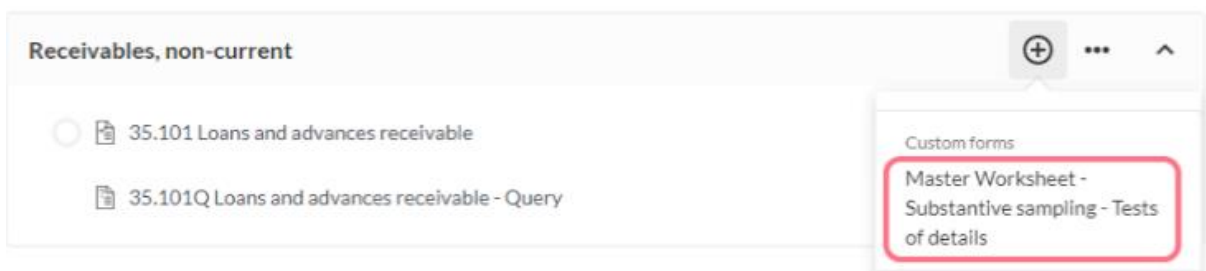 Receivables, non-current
35.101 Loans and advances receivable
35.101Q Loans and advances receivable - Query
Custom forms
Master Worksheet -
Substantive sampling - Tests
of details